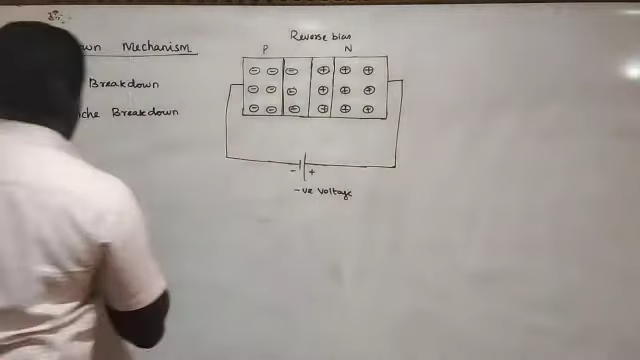 Mechanism
Breakdown
Breakdown
Reverse bias
P N
⊖ ⊖ ⊖ ⊕ ⊕ ⊕
⊖ ⊖ ⊖ ⊕ ⊕ ⊕
⊖ ⊖ ⊖ ⊕ ⊕ ⊕
- +
-ve voltage